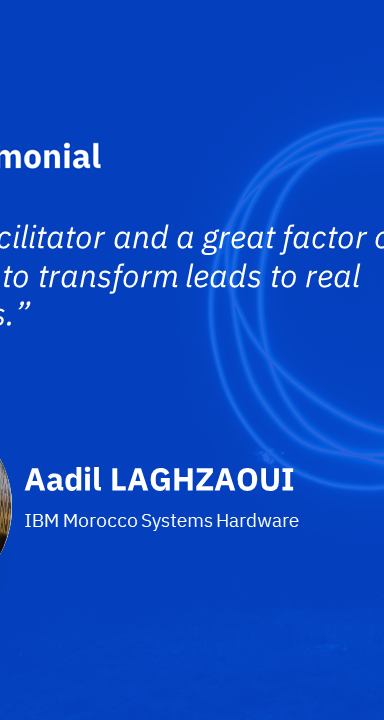 monial
cilitator and a great factor
to transform leads to real
s.”
Aadil LAGHZAOUI
IBM Morocco Systems Hardware